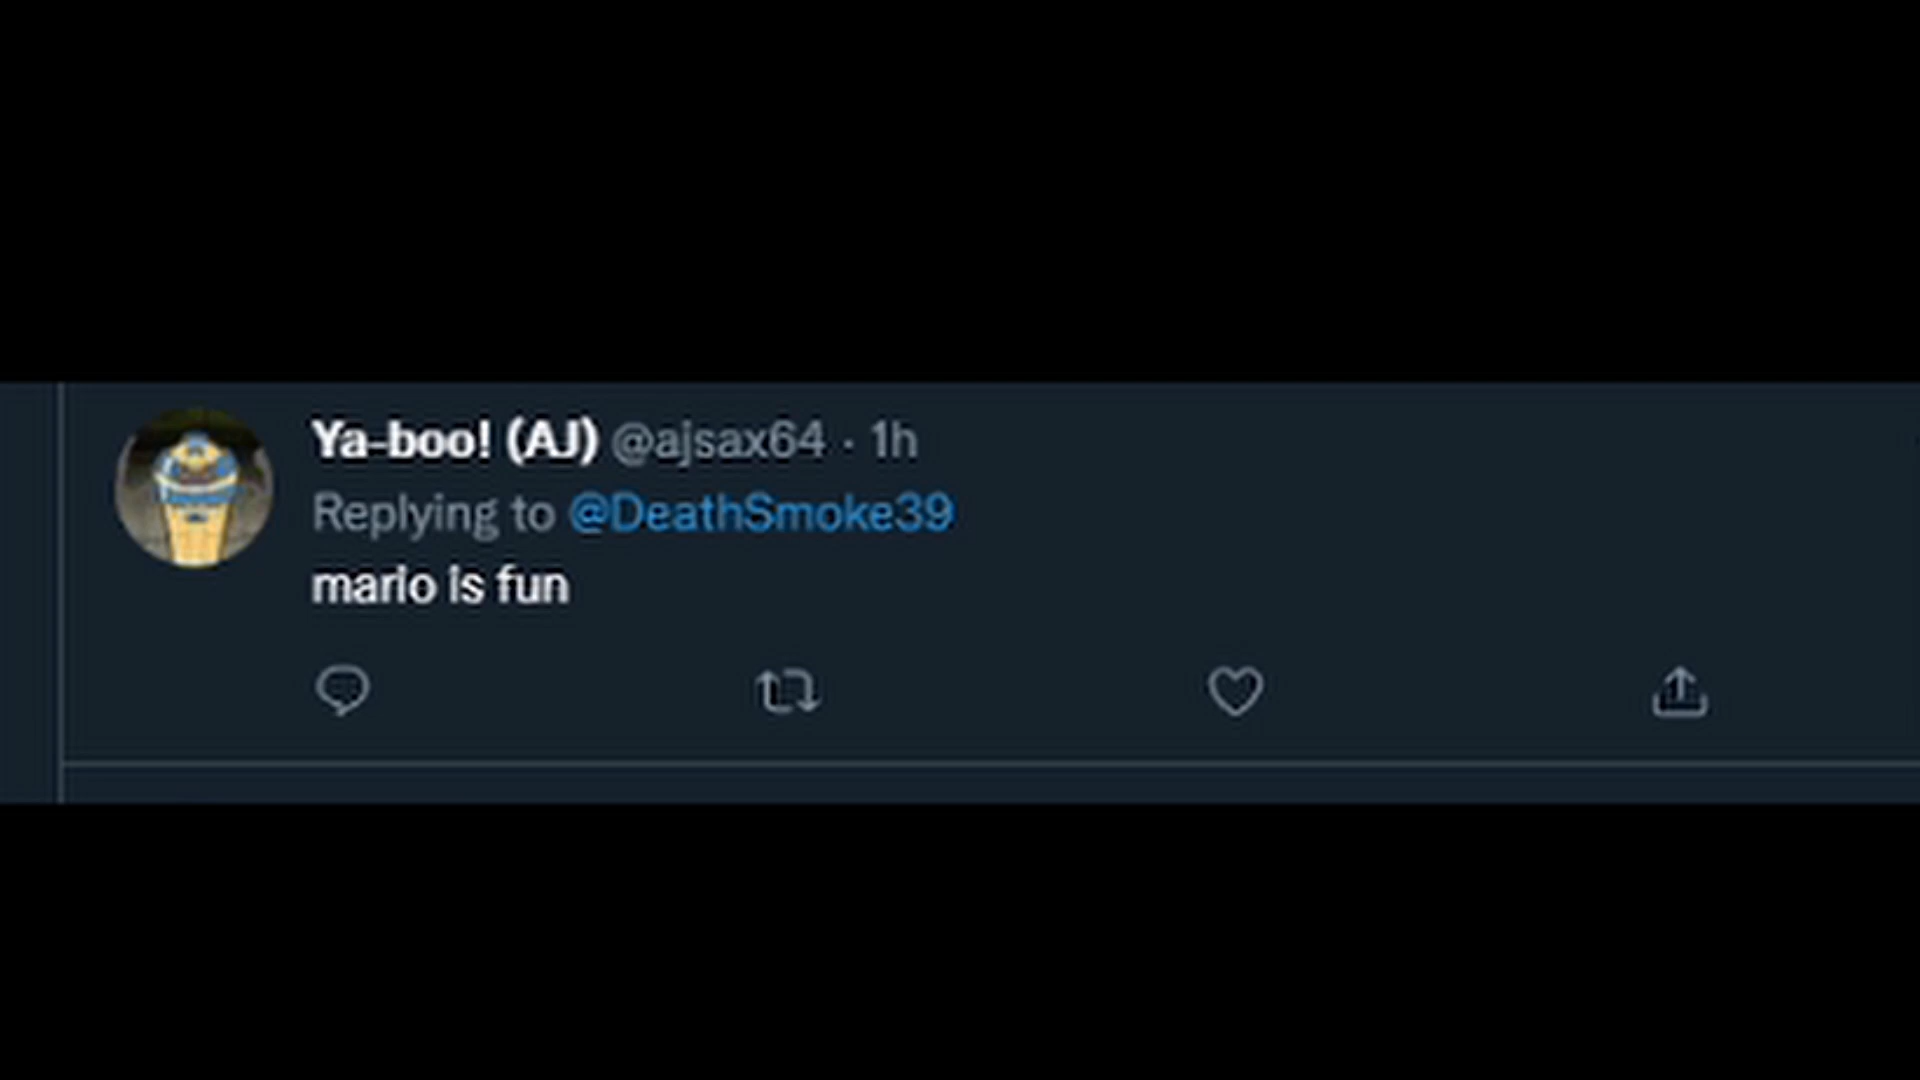 Ya-boo! (AJ) @ajsax64 · 1h
Replying to @DeathSmoke39
mario is fun